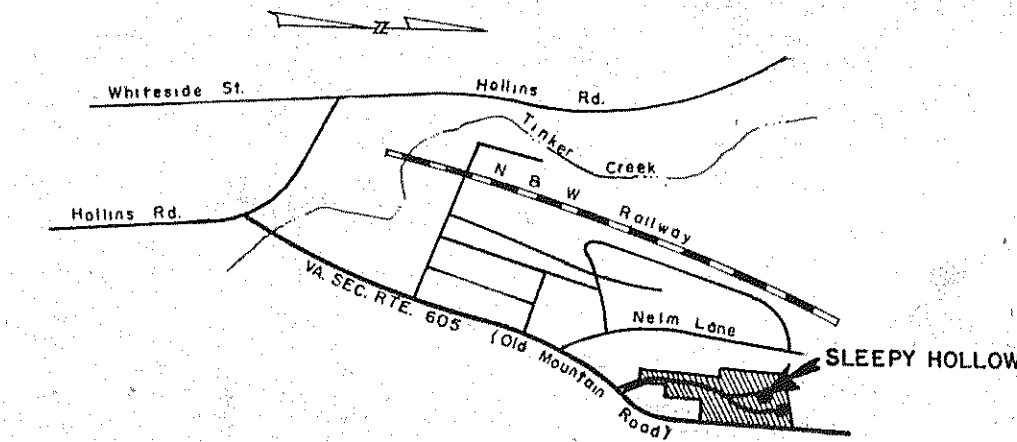 N
Whiteside St.
Hollins Rd.
Tinker Creek
N & W Railway
Hollins Rd.
VA. SEC. RTE. 605 (Old Mountain Road)
Nelm Lane
SLEEPY HOLLOW